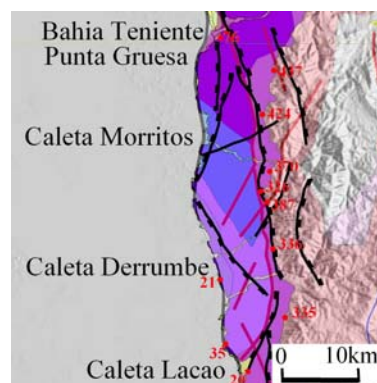 Bahia Teniente
Punta Gruesa
424
Caleta Morritos
Caleta Derrumbe
336
21
335
35
Caleta Lacao
0 10km